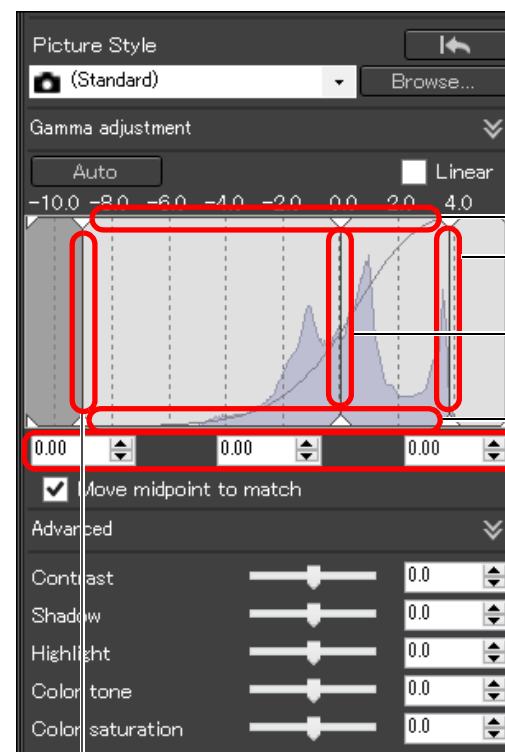 Picture Style
(Standard) Browse...
Gamma adjustment
Auto Linear
-10.0 -8.0 -6.0 -4.0 -2.0 0.0 2.0 4.0
0.00 0.00 0.00
Move midpoint to match
Advanced
Contrast 0.0
Shadow 0.0
Highlight 0.0
Color tone 0.0
Color saturation 0.0